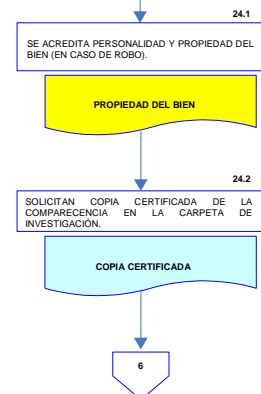 24.1
SE ACREDITA PERSONALIDAD Y PROPIEDAD DEL
BIEN (EN CASO DE ROBO).
PROPIEDAD DEL BIEN
24.2
SOLICITAN COPIA CERTIFICADA DE LA
COMPARECENCIA EN LA CARPETA DE
INVESTIGACIÓN.
COPIA CERTIFICADA
6